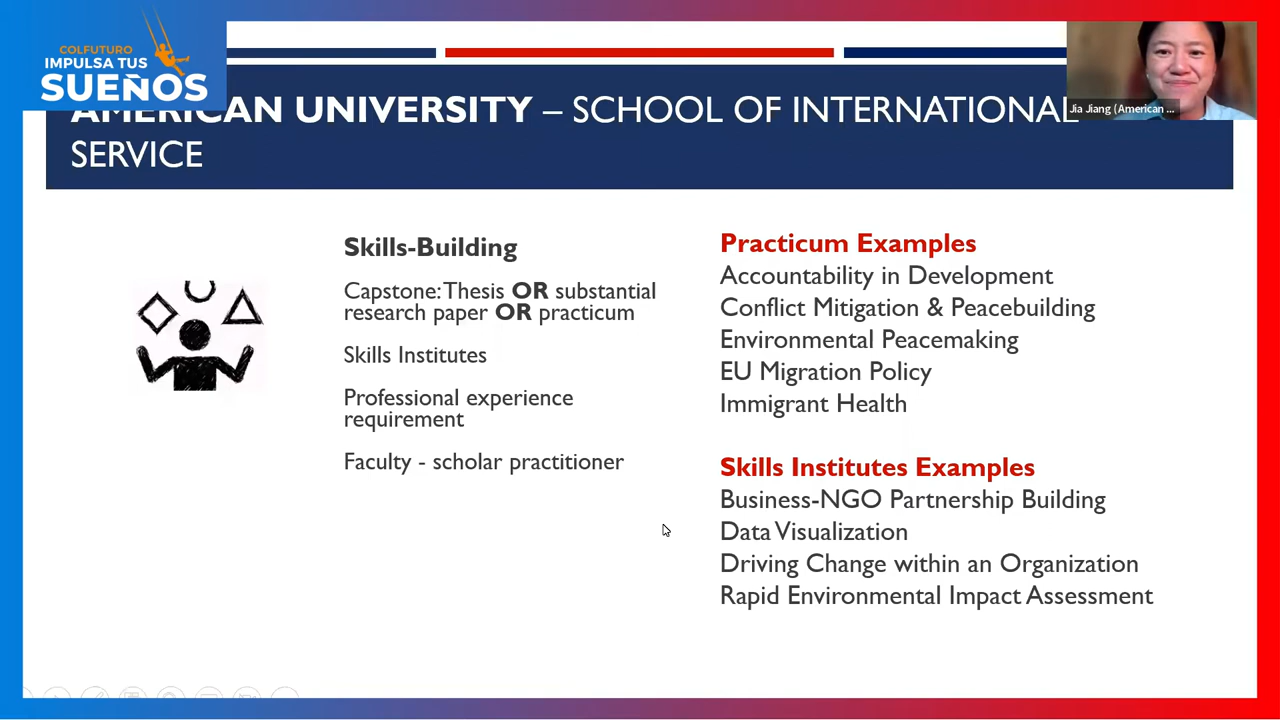 COLFUTURO
IMPULSA TUS
SUEÑOS
AMERICAN UNIVERSITY – SCHOOL OF INTERNATIONAL
SERVICE
Jia Jiang (American ...
Skills-Building
Capstone: Thesis OR substantial
research paper OR practicum
Skills Institutes
Professional experience
requirement
Faculty - scholar practitioner
Practicum Examples
Accountability in Development
Conflict Mitigation & Peacebuilding
Environmental Peacemaking
EU Migration Policy
Immigrant Health
Skills Institutes Examples
Business-NGO Partnership Building
Data Visualization
Driving Change within an Organization
Rapid Environmental Impact Assessment